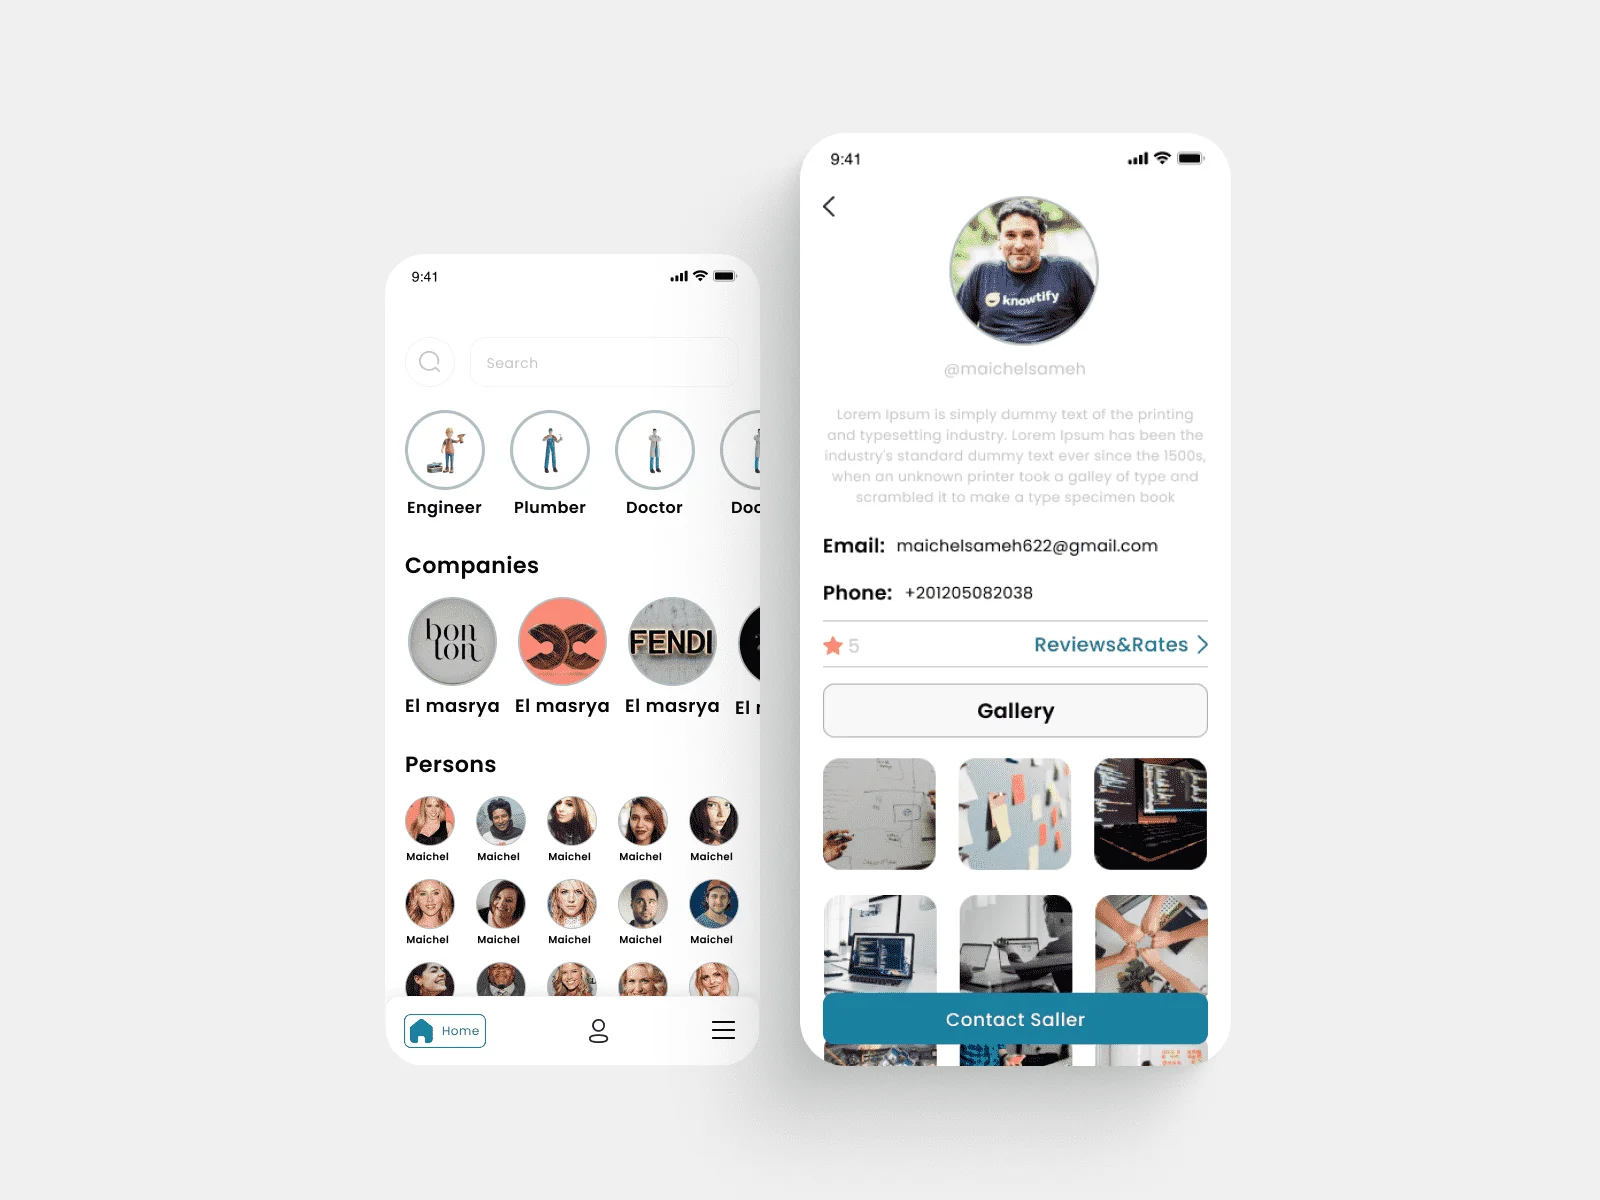 9:41
Search
Engineer
Plumber
Doctor
Doc
Companies
bon
ton
FENDI
El masrya
El masrya
El masrya
El
Persons
Maichel
Maichel
Maichel
Maichel
Maichel
Maichel
Maichel
Maichel
Maichel
Maichel
Home
9:41
knowtify
@maichelsameh
Lorem Ipsum is simply dummy text of the printing
and typesetting industry. Lorem Ipsum has been the
industry's standard dummy text ever since the 1500s,
when an unknown printer took a galley of type and
scrambled it to make a type specimen book
Email: maichelsameh622@gmail.com
Phone: +201205082038
5
Reviews&Rates
Gallery
Contact Saller